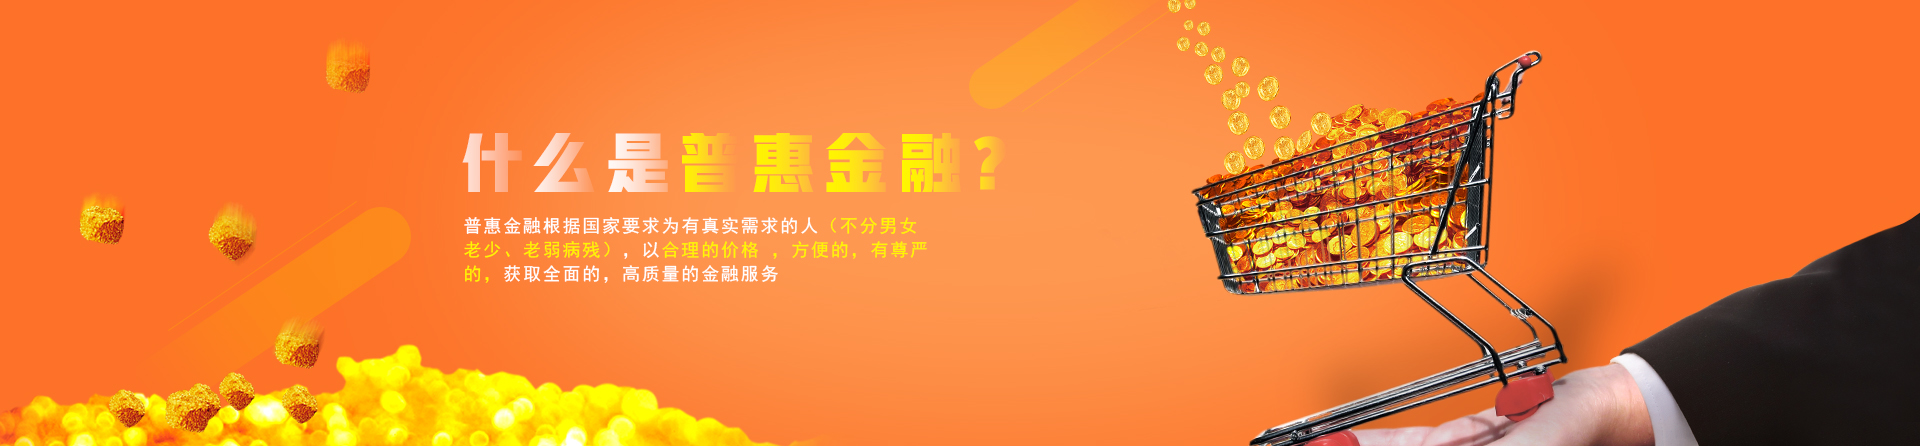 什么是普惠金融?
普惠金融根据国家要求为有真实需求的人（不分男女
老少、老弱病残），以合理的价格 ，方便的，有尊严
的，获取全面的，高质量的金融服务